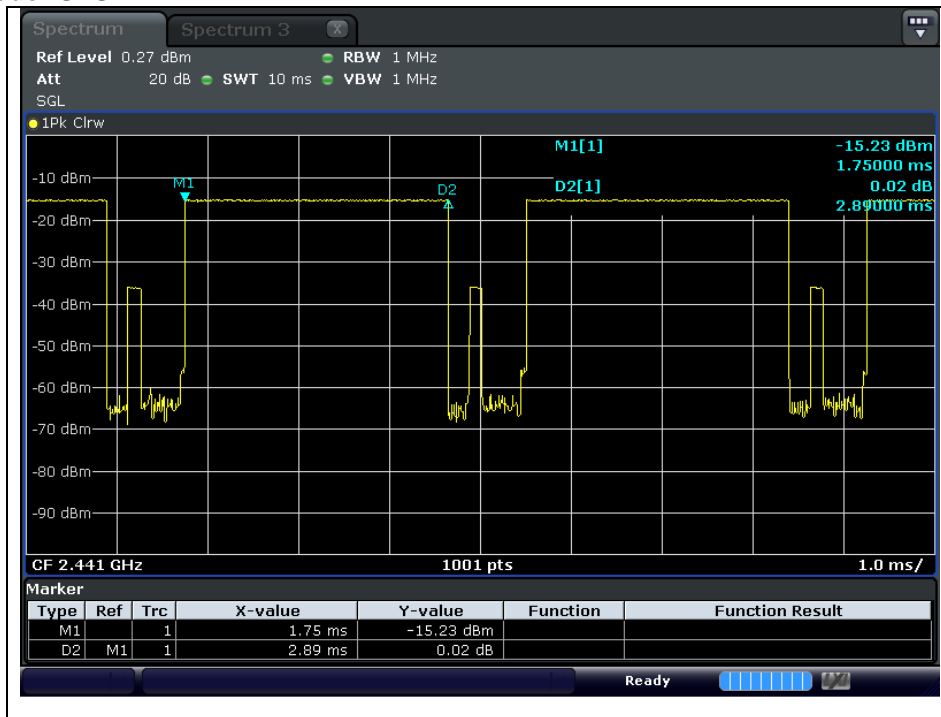 Spectrum Spectrum 3 X
Ref Level 0.27 dBm RBW 1 MHz
Att 20 dB SWT 10 ms VBW 1 MHz
SGL
1Pk Clrw
M1[1] -15.23 dBm
1.75000 ms
D2[1] 0.02 dB
2.89000 ms
M1
D2
-10 dBm
-20 dBm
-30 dBm
-40 dBm
-50 dBm
-60 dBm
-70 dBm
-80 dBm
-90 dBm
CF 2.441 GHz 1001 pts 1.0 ms/
Marker
Type Ref Trc X-value Y-value Function Function Result
M1 1 1.75 ms -15.23 dBm
D2 M1 1 2.89 ms 0.02 dB
Ready